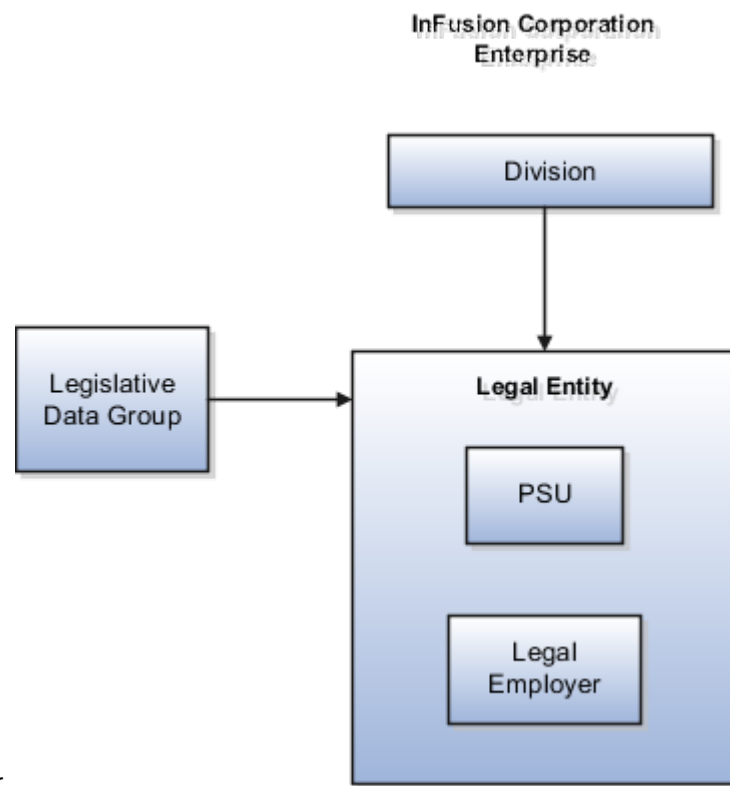 InFusion Corporation
Enterprise
Division
Legislative
Data Group
Legal Entity
PSU
Legal
Employer